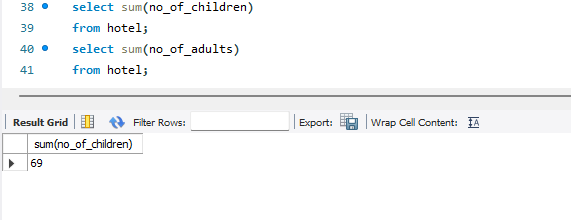 38 select sum(no_of_children)
39 from hotel;
40 select sum(no_of_adults)
41 from hotel;
Result Grid Filter Rows: Export: Wrap Cell Content: IA
sum(no_of_children)
69